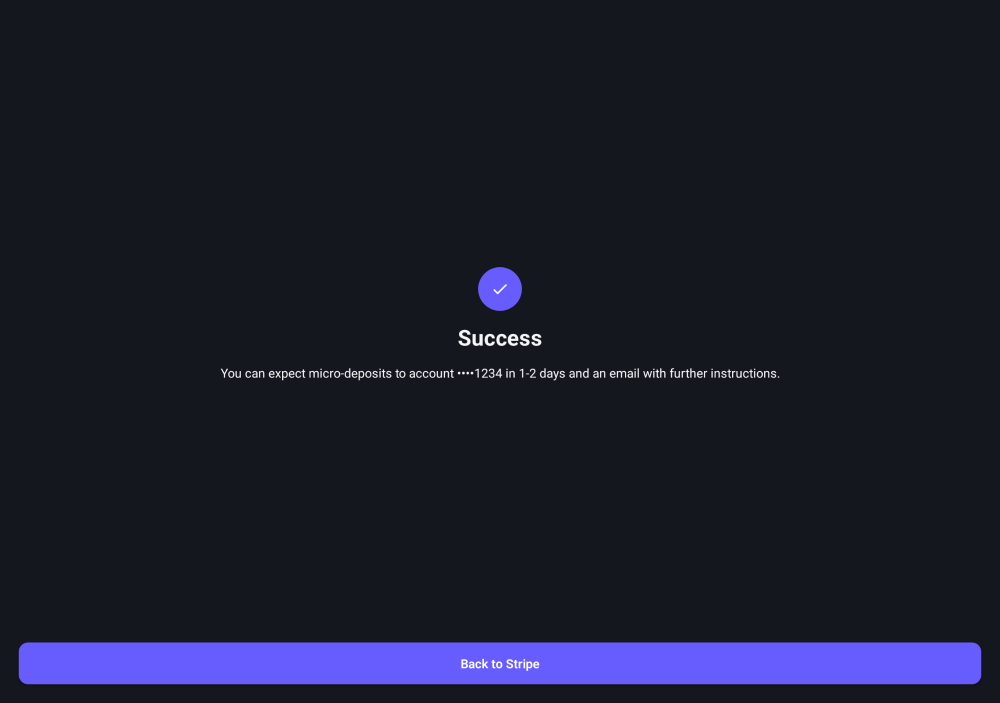 Success
You can expect micro-deposits to account ••••1234 in 1-2 days and an email with further instructions.
Back to Stripe